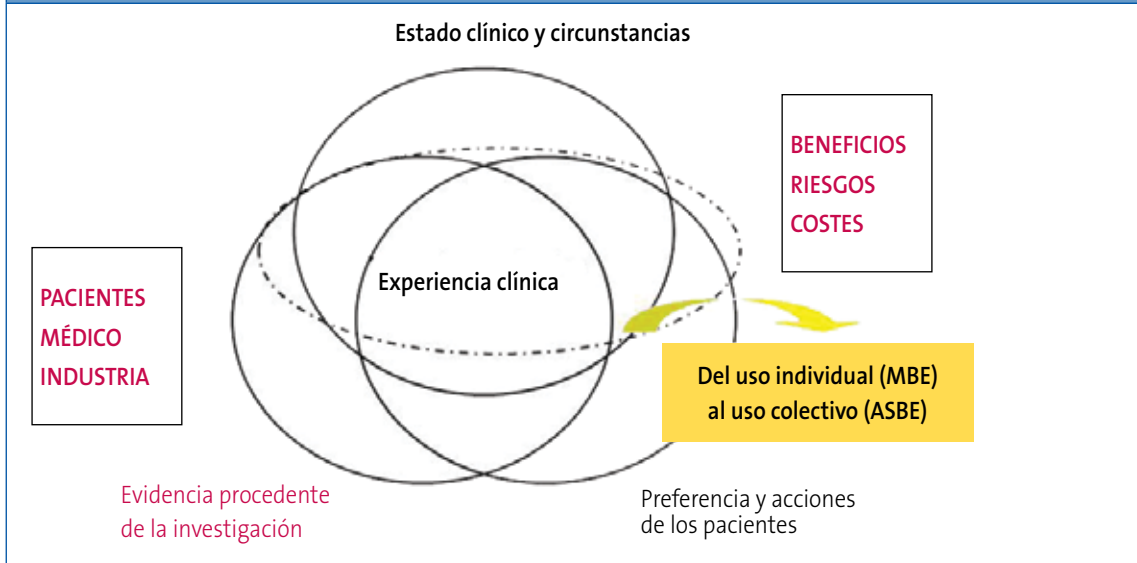 Estado clínico y circunstancias
BENEFICIOS
RIESGOS
COSTES
Experiencia clínica
PACIENTES
MÉDICO
INDUSTRIA
Del uso individual (MBE)
al uso colectivo (ASBE)
Evidencia procedente
de la investigación
Preferencia y acciones
de los pacientes